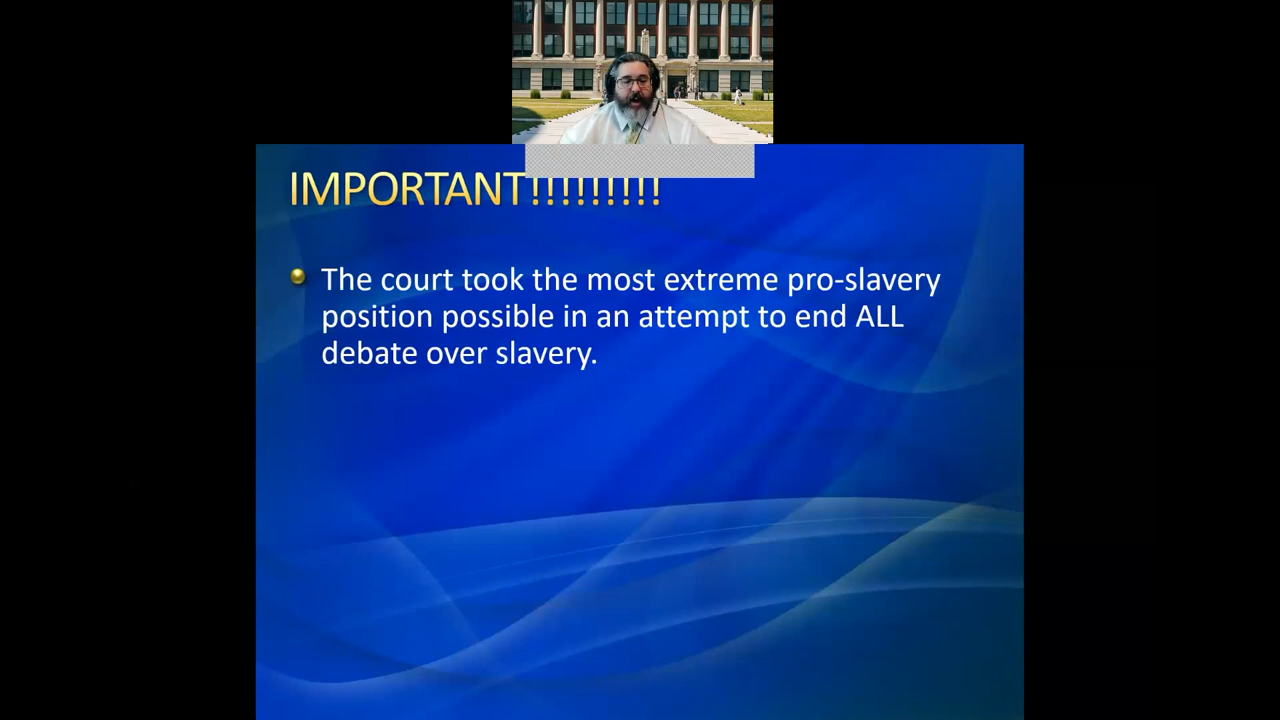 IMPORTANT!!!!!!!!!
The court took the most extreme pro-slavery
position possible in an attempt to end ALL
debate over slavery.